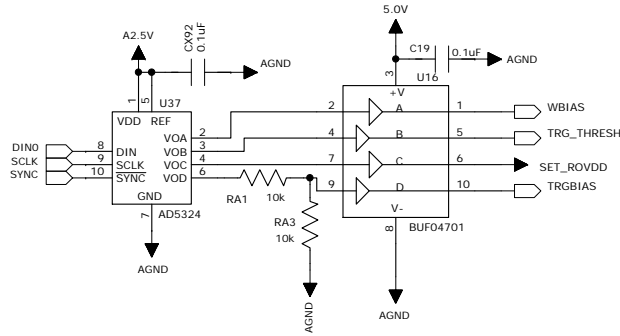 5.0V
A2.5V
CX92
0.1uF
AGND
C19
0.1uF
AGND
U37
U16
1
5
3
VDD
REF
+V
VOA
2
2
A
1
WBIAS
DIN0
8
DIN
VOB
3
4
B
5
TRG_THRESH
SCLK
9
SCLK
VOC
4
7
C
6
SET_ROVDD
SYNC
10
SYNC
VOD
6
9
D
10
TRGBIAS
RA1
10k
GND
7
AD5324
RA3
10k
V-
8
BUF04701
AGND
AGND
AGND